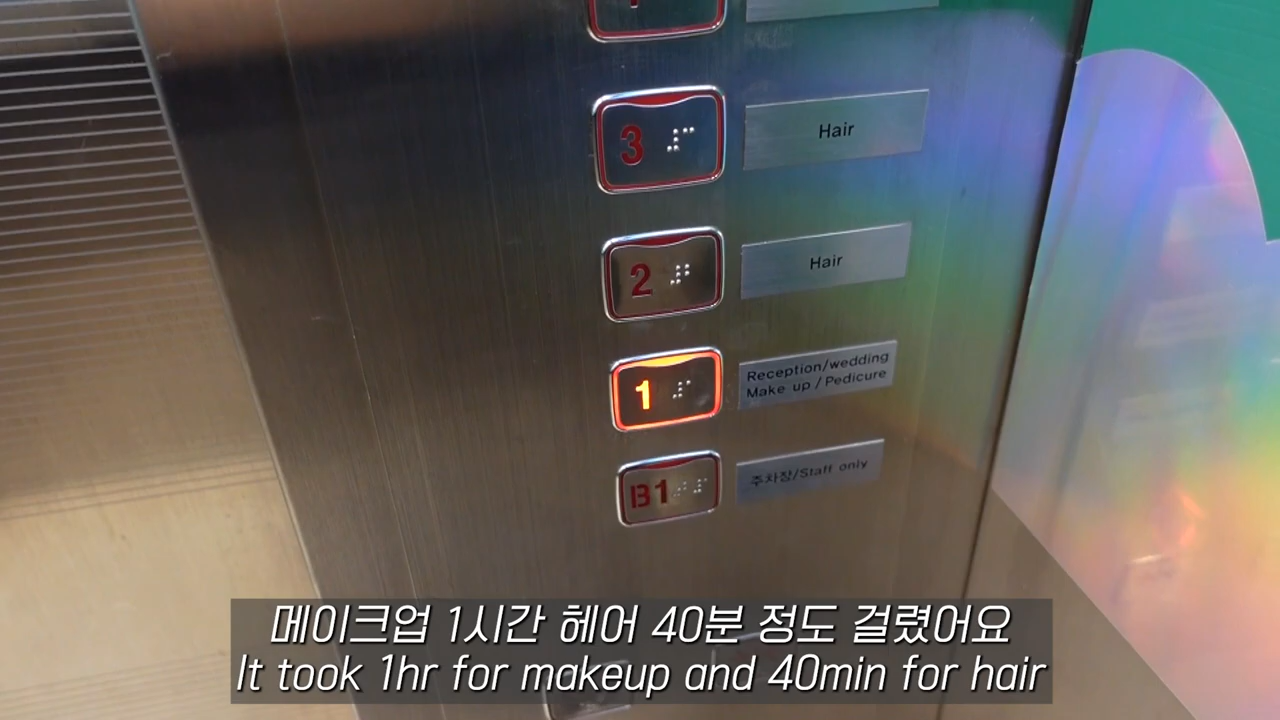 3 Hair
2 Hair
1 Reception/wedding
Make up / Pedicure
B1 주차장/Staff only
메이크업 1시간 헤어 40분 정도 걸렸어요
It took 1hr for makeup and 40min for hair